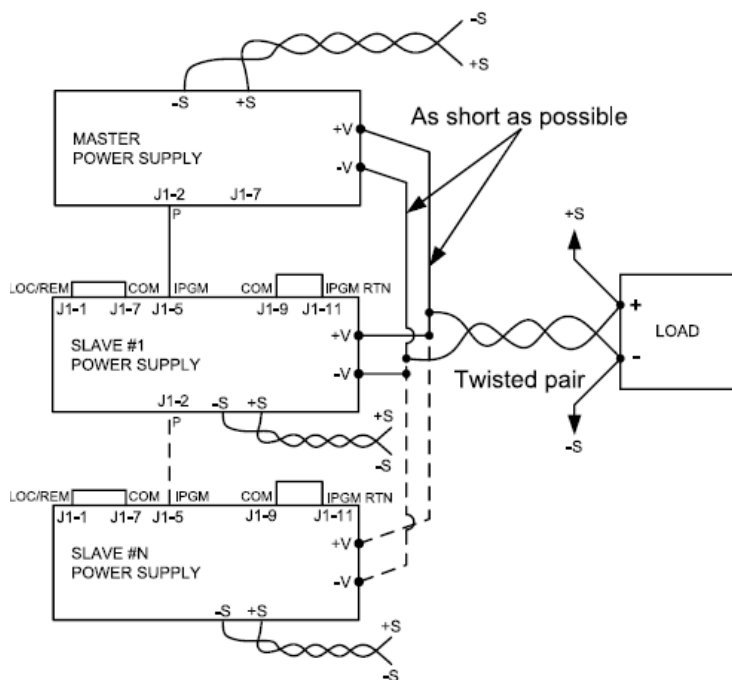 -S
+S
-S +S
MASTER
POWER SUPPLY
+V
-V
J1-2 J1-7
P
As short as possible
LOC/REM COM IPGM COM IPGM RTN
J1-1 J1-7 J1-5 J1-9 J1-11
SLAVE #1
POWER SUPPLY
+V
-V
J1-2
P
-S +S
+S
-S
+S
+
-
LOAD
-S
Twisted pair
LOC/REM COM IPGM COM IPGM RTN
J1-1 J1-7 J1-5 J1-9 J1-11
SLAVE #N
POWER SUPPLY
+V
-V
-S +S
+S
-S